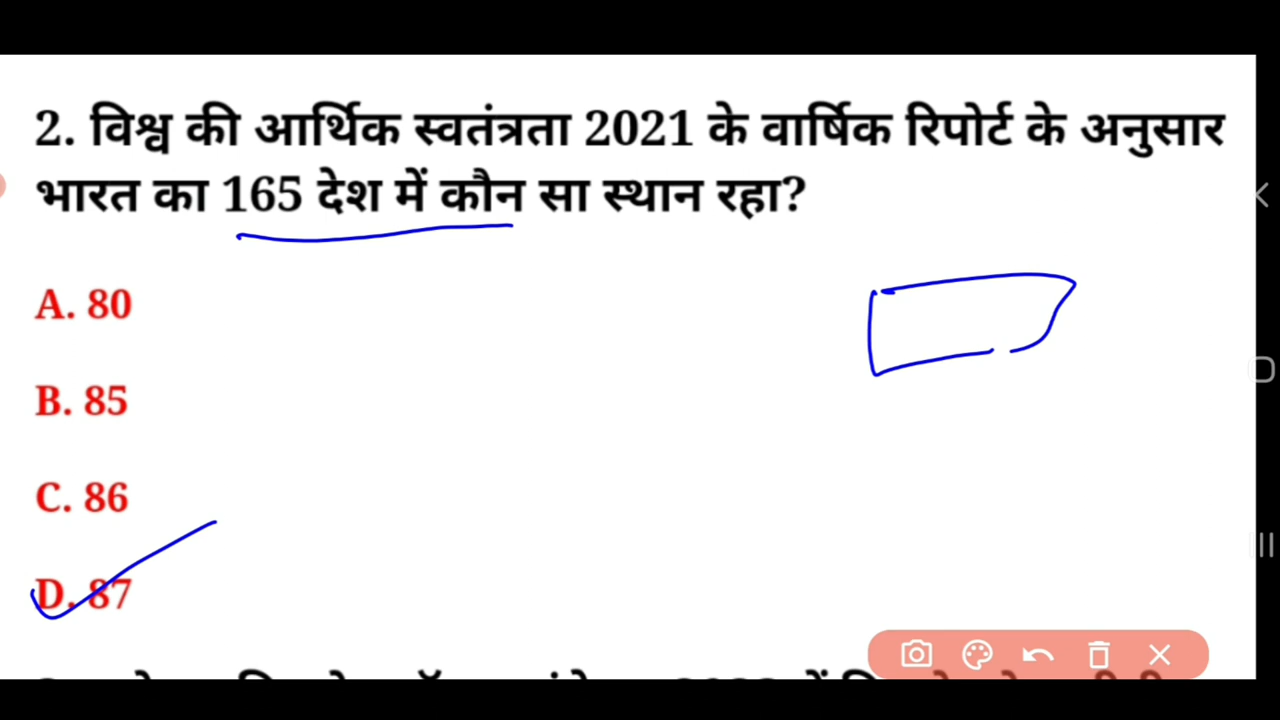 2. विश्व की आर्थिक स्वतंत्रता 2021 के वार्षिक रिपोर्ट के अनुसार
भारत का 165 देश में कौन सा स्थान रहा?
A. 80
B. 85
C. 86
D. 87